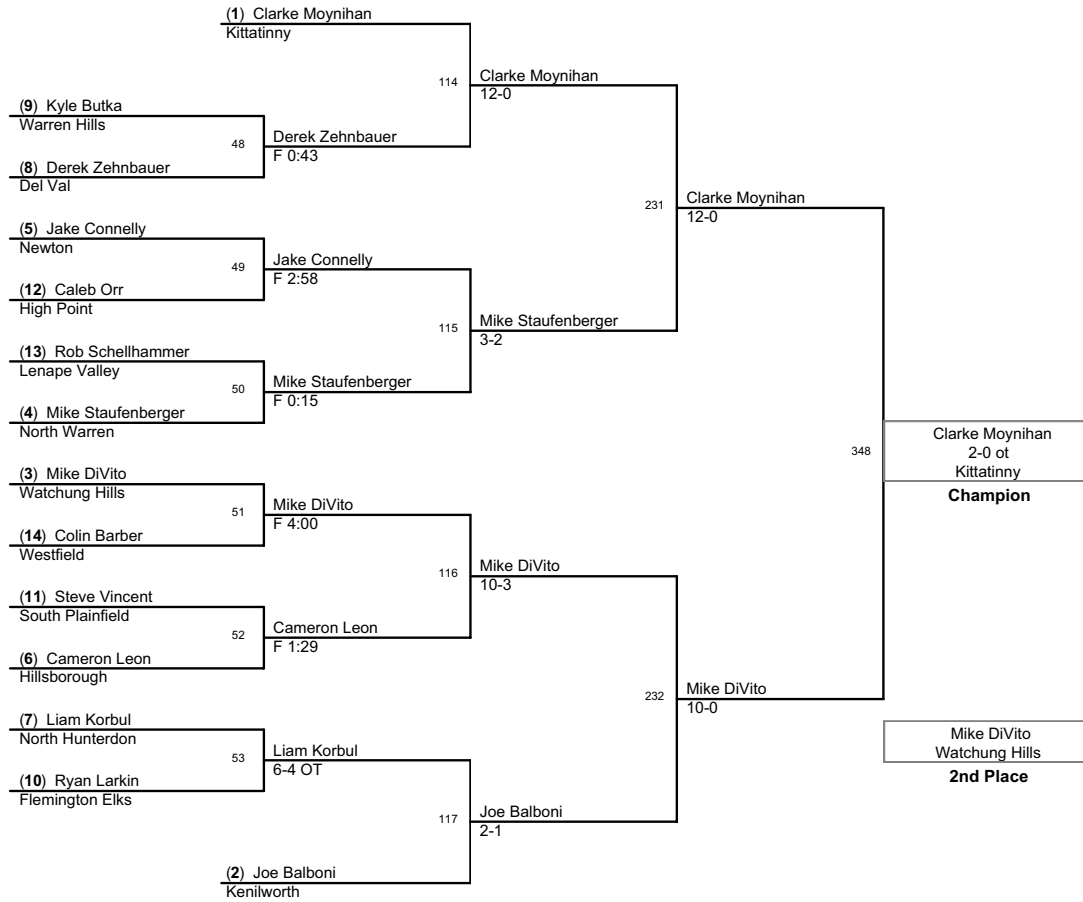 (1) Clarke Moynihan
Kittatinny
114
Clarke Moynihan
12-0
(9) Kyle Butka
Warren Hills
48
Derek Zehnbauer
F 0:43
(8) Derek Zehnbauer
Del Val
231
Clarke Moynihan
12-0
(5) Jake Connelly
Newton
49
Jake Connelly
F 2:58
(12) Caleb Orr
High Point
115
Mike Staufenberger
3-2
(13) Rob Schellhammer
Lenape Valley
50
Mike Staufenberger
F 0:15
(4) Mike Staufenberger
North Warren
348
Clarke Moynihan
2-0 ot
Kittatinny
Champion
(3) Mike DiVito
Watchung Hills
51
Mike DiVito
F 4:00
(14) Colin Barber
Westfield
116
Mike DiVito
10-3
(11) Steve Vincent
South Plainfield
52
Cameron Leon
F 1:29
(6) Cameron Leon
Hillsborough
232
Mike DiVito
10-0
(7) Liam Korbul
North Hunterdon
53
Liam Korbul
6-4 OT
(10) Ryan Larkin
Flemington Elks
Mike DiVito
Watchung Hills
2nd Place
117
Joe Balboni
2-1
(2) Joe Balboni
Kenilworth